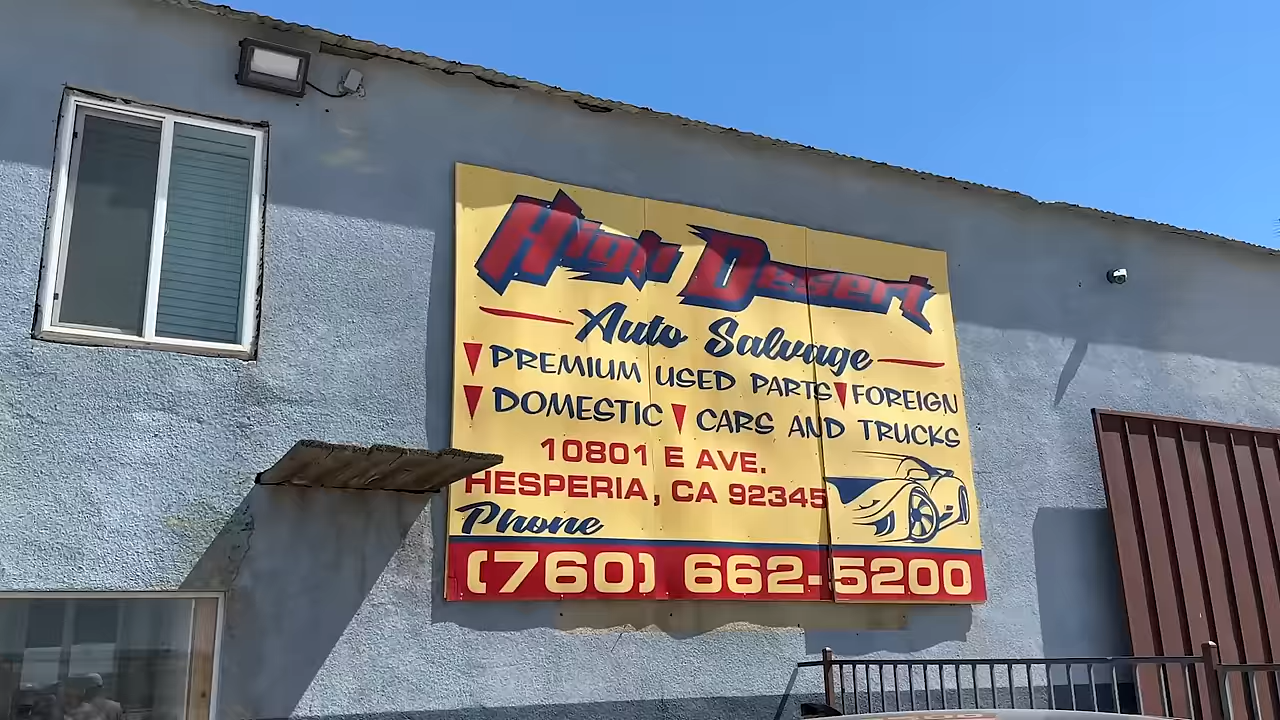 High Desert
Auto Salvage
PREMIUM USED PARTS FOREIGN
DOMESTIC CARS AND TRUCKS
10801 E AVE.
HESPERIA, CA 92345
Phone
(760) 662-5200